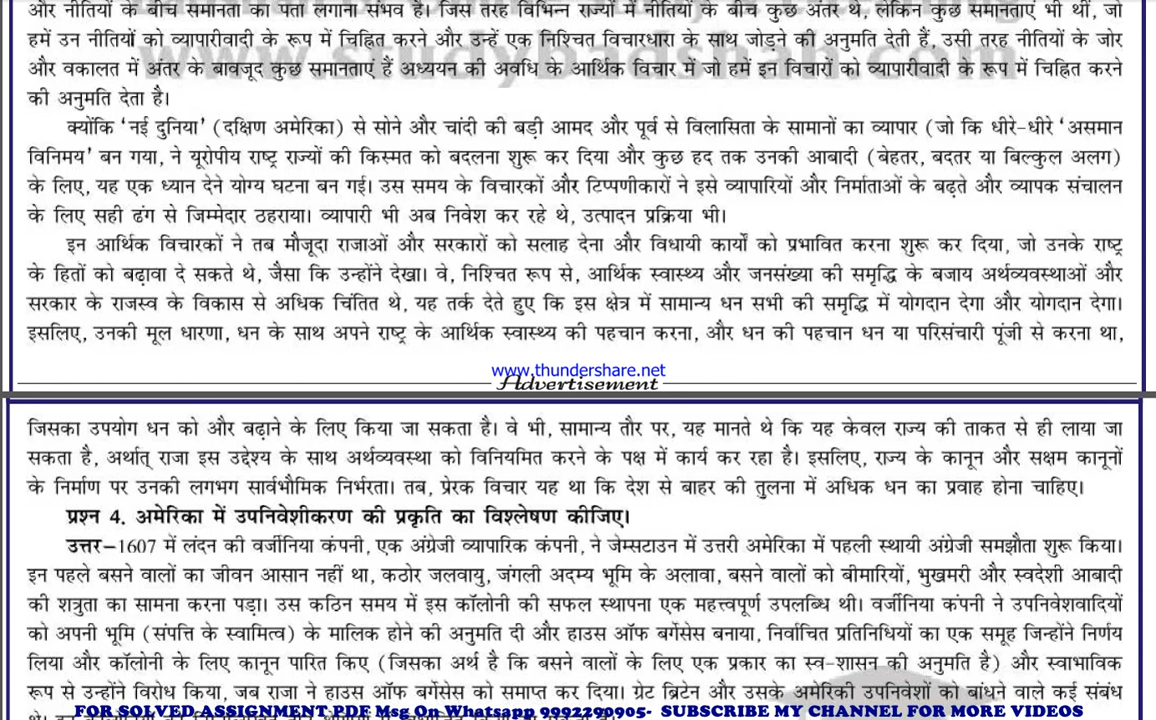 और नीतियों के बीच समानता का पता लगाना संभव है। जिस तरह विभिन्न राज्यों में नीतियों के बीच कुछ अंतर थे, लेकिन कुछ समानताएं भी थीं, जो
हमें उन नीतियों को व्यापारीवादी के रूप में चिह्नित करने और उन्हें एक निश्चित विचारधारा के साथ जोड़ने की अनुमति देती हैं, उसी तरह नीतियों के जोर
और वकालत में अंतर के बावजूद कुछ समानताएं हैं अध्ययन की अवधि के आर्थिक विचार में जो हमें इन विचारों को व्यापारीवादी के रूप में चिह्नित करने
की अनुमति देता है।
क्योंकि 'नई दुनिया' (दक्षिण अमेरिका) से सोने और चांदी की बड़ी आमद और पूर्व से विलासिता के सामानों का व्यापार (जो कि धीरे-धीरे 'असमान
विनिमय' बन गया, ने यूरोपीय राष्ट्र राज्यों की किस्मत को बदलना शुरू कर दिया और कुछ हद तक उनकी आबादी (बेहतर, बदतर या बिल्कुल अलग)
के लिए, यह एक ध्यान देने योग्य घटना बन गई। उस समय के विचारकों और टिप्पणीकारों ने इसे व्यापारियों और निर्माताओं के बढ़ते और व्यापक संचालन
के लिए सही ढंग से जिम्मेदार ठहराया। व्यापारी भी अब निवेश कर रहे थे, उत्पादन प्रक्रिया भी।
इन आर्थिक विचारकों ने तब मौजूदा राजाओं और सरकारों को सलाह देना और विधायी कार्यों को प्रभावित करना शुरू कर दिया, जो उनके राष्ट्र
के हितों को बढ़ावा दे सकते थे, जैसा कि उन्होंने देखा। वे, निश्चित रूप से, आर्थिक स्वास्थ्य और जनसंख्या की समृद्धि के बजाय अर्थव्यवस्थाओं और
सरकार के राजस्व के विकास से अधिक चिंतित थे, यह तर्क देते हुए कि इस क्षेत्र में सामान्य धन सभी की समृद्धि में योगदान देगा और योगदान देगा।
इसलिए, उनकी मूल धारणा, धन के साथ अपने राष्ट्र के आर्थिक स्वास्थ्य की पहचान करना, और धन की पहचान धन या परिसंचारी पूंजी से करना था,
www.thundershare.net
Advertisement
जिसका उपयोग धन को और बढ़ाने के लिए किया जा सकता है। वे भी, सामान्य तौर पर, यह मानते थे कि यह केवल राज्य की ताकत से ही लाया जा
सकता है, अर्थात् राजा इस उद्देश्य के साथ अर्थव्यवस्था को विनियमित करने के पक्ष में कार्य कर रहा है। इसलिए, राज्य के कानून और सक्षम कानूनों
के निर्माण पर उनकी लगभग सार्वभौमिक निर्भरता। तब, प्रेरक विचार यह था कि देश से बाहर की तुलना में अधिक धन का प्रवाह होना चाहिए।
प्रश्न 4. अमेरिका में उपनिवेशीकरण की प्रकृति का विश्लेषण कीजिए।
उत्तर–1607 में लंदन की वर्जीनिया कंपनी, एक अंग्रेजी व्यापारिक कंपनी, ने जेम्सटाउन में उत्तरी अमेरिका में पहली स्थायी अंग्रेजी समझौता शुरू किया।
इन पहले बसने वालों का जीवन आसान नहीं था, कठोर जलवायु, जंगली अदम्य भूमि के अलावा, बसने वालों को बीमारियों, भुखमरी और स्वदेशी आबादी
की शत्रुता का सामना करना पड़ा। उस कठिन समय में इस कॉलोनी की सफल स्थापना एक महत्त्वपूर्ण उपलब्धि थी। वर्जीनिया कंपनी ने उपनिवेशवादियों
को अपनी भूमि (संपत्ति के स्वामित्व) के मालिक होने की अनुमति दी और हाउस ऑफ बर्गेसेस बनाया, निर्वाचित प्रतिनिधियों का एक समूह जिन्होंने निर्णय
लिया और कॉलोनी के लिए कानून पारित किए (जिसका अर्थ है कि बसने वालों के लिए एक प्रकार का स्व-शासन की अनुमति है) और स्वाभाविक
रूप से उन्होंने विरोध किया, जब राजा ने हाउस ऑफ बर्गेसेस को समाप्त कर दिया। ग्रेट ब्रिटेन और उसके अमेरिकी उपनिवेशों को बांधने वाले कई संबंध
FOR SOLVED ASSIGNMENT PDF Msg On Whatsapp 9992290905- SUBSCRIBE MY CHANNEL FOR MORE VIDEOS